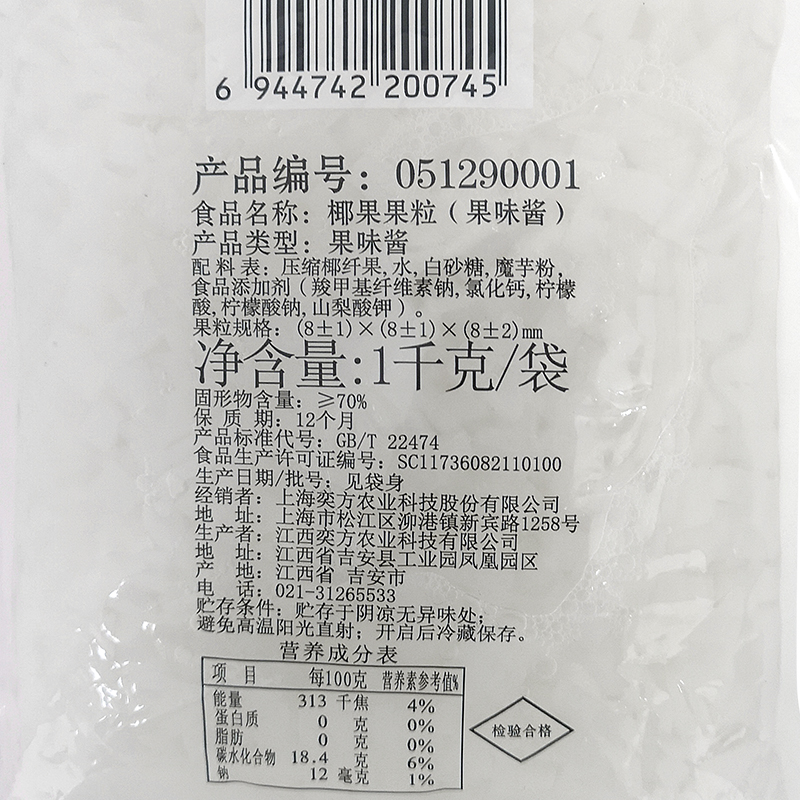 6 944742 200745
产品编号：051290001
食品名称：椰果果粒（果味酱）
产品类型：果味酱
配料表：压缩椰纤果,水,白砂糖,魔芋粉,
食品添加剂（羧甲基纤维素钠,氯化钙,柠檬
酸,柠檬酸钠,山梨酸钾）。
果粒规格：(8±1)×(8±1)×(8±2)mm
净含量:1千克/袋
固形物含量：≥70%
保 质 期：12个月
产品标准代号：GB/T 22474
食品生产许可证编号：SC11736082110100
生产日期/批号：见袋身
经销者：上海奕方农业科技股份有限公司
地 址：上海市松江区泖港镇新宾路1258号
生产者：江西奕方农业科技有限公司
地 址：江西省吉安县工业园凤凰园区
产 地：江西省 吉安市
电 话：021-31265533
贮存条件：贮存于阴凉无异味处；
避免高温阳光直射；开启后冷藏保存。
营养成分表
项 目 每100克 营养素参考值%
能量 313 千焦 4%
蛋白质 0 克 0%
脂肪 0 克 0%
碳水化合物 18.4 克 6%
钠 12 毫克 1%
检验合格